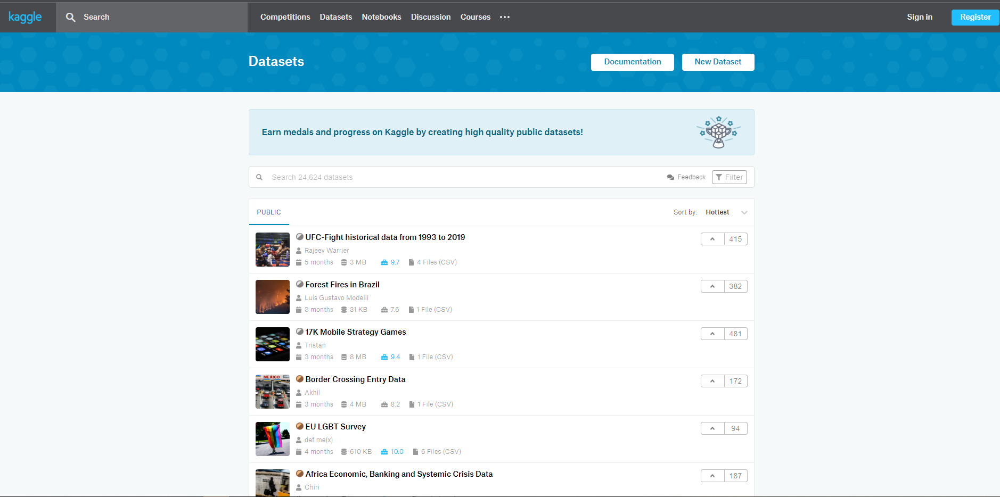 kaggle Search Competitions Datasets Notebooks Discussion Courses Sign in Register
Datasets Documentation New Dataset
Earn medals and progress on Kaggle by creating high quality public datasets!
Search 24,624 datasets Feedback Filter
PUBLIC Sort by: Hottest
UFC-Fight historical data from 1993 to 2019 415
Rajeev Warrier
5 months 3 MB 9.7 4 Files (CSV)
Forest Fires in Brazil 382
Luís Gustavo Modelli
3 months 31 KB 7.6 1 File (CSV)
17K Mobile Strategy Games 481
Tristan
3 months 8 MB 9.4 1 File (CSV)
MEXICO
Border Crossing Entry Data 172
Akhil
3 months 4 MB 8.2 1 File (CSV)
EU LGBT Survey 94
def me(x)
4 months 610 KB 10.0 6 Files (CSV)
Africa Economic, Banking and Systemic Crisis Data 187
Chiri